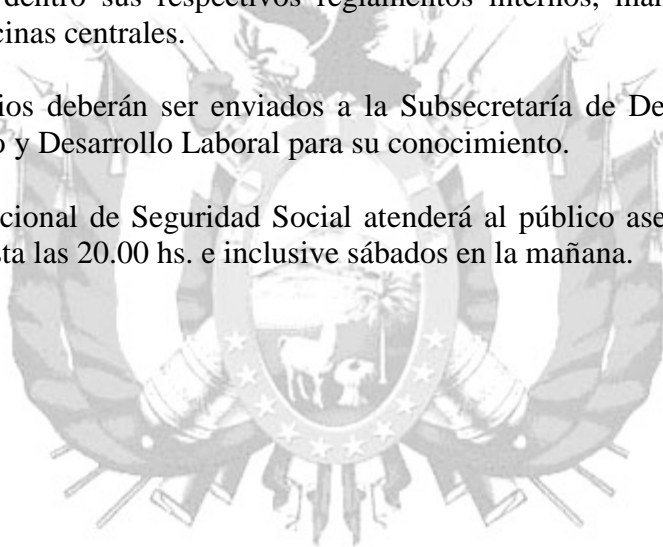 dentro sus respectivos reglamentos internos,
cinas centrales.
ios deberán ser enviados a la Subsecretaría de De
o y Desarrollo Laboral para su conocimiento.
cional de Seguridad Social atenderá al público ase
sta las 20.00 hs. e inclusive sábados en la mañana.